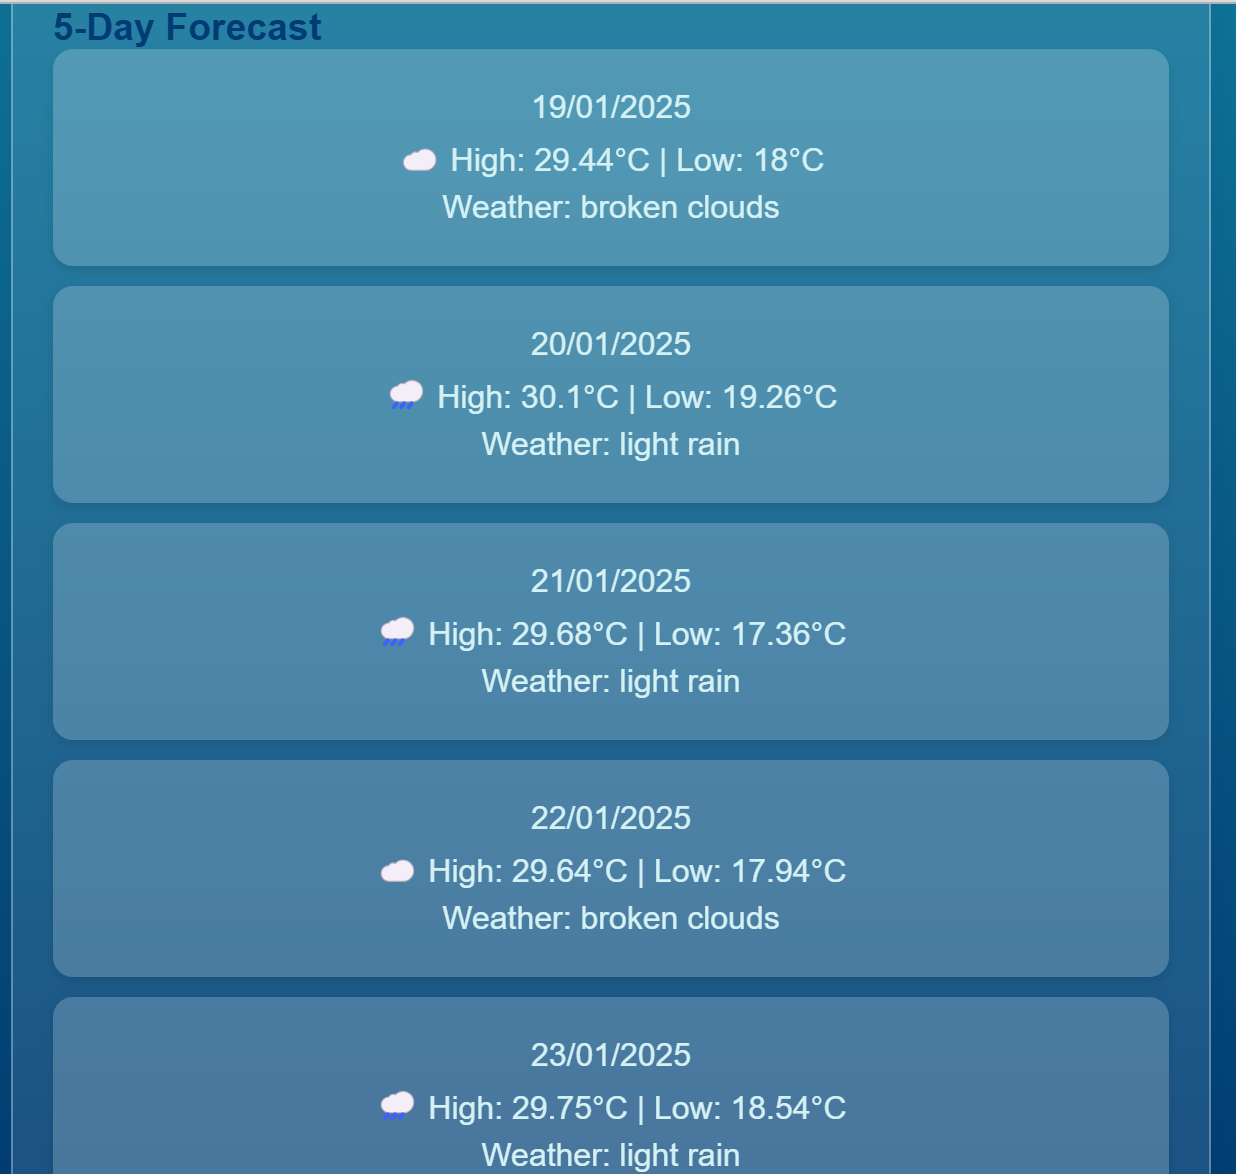 5-Day Forecast
19/01/2025
High: 29.44°C | Low: 18°C
Weather: broken clouds
20/01/2025
High: 30.1°C | Low: 19.26°C
Weather: light rain
21/01/2025
High: 29.68°C | Low: 17.36°C
Weather: light rain
22/01/2025
High: 29.64°C | Low: 17.94°C
Weather: broken clouds
23/01/2025
High: 29.75°C | Low: 18.54°C
Weather: light rain